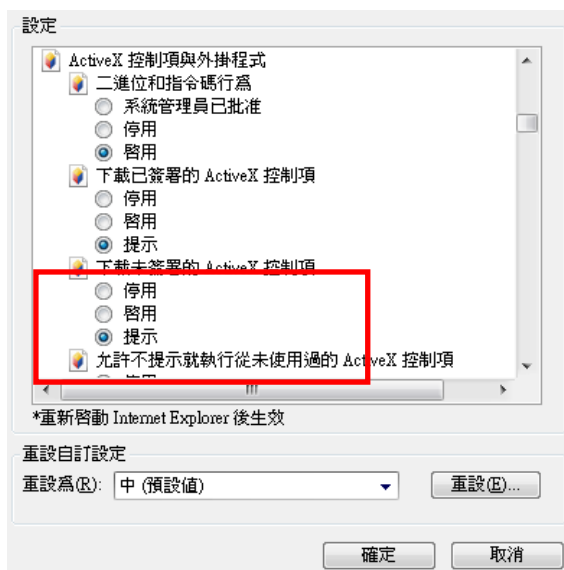 設定
ActiveX 控制項與外掛程式
二進位和指令碼行為
系統管理員已批准
停用
啓用
下載已簽署的 ActiveX 控制項
停用
啓用
提示
下載未簽署的 ActiveX 控制項
停用
啓用
提示
允許不提示就執行從未使用過的 ActiveX 控制項
*重新啓動 Internet Explorer 後生效
重設自訂設定
重設爲(R): 中 (預設值) 重設(E)...
確定 取消